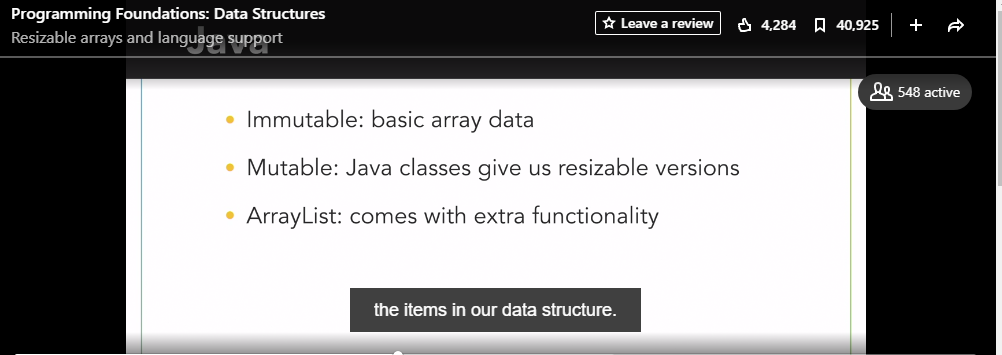 Programming Foundations: Data Structures
Resizable arrays and language support
Java
☆ Leave a review 4,284 40,925 +
548 active
• Immutable: basic array data
• Mutable: Java classes give us resizable versions
• ArrayList: comes with extra functionality
the items in our data structure.